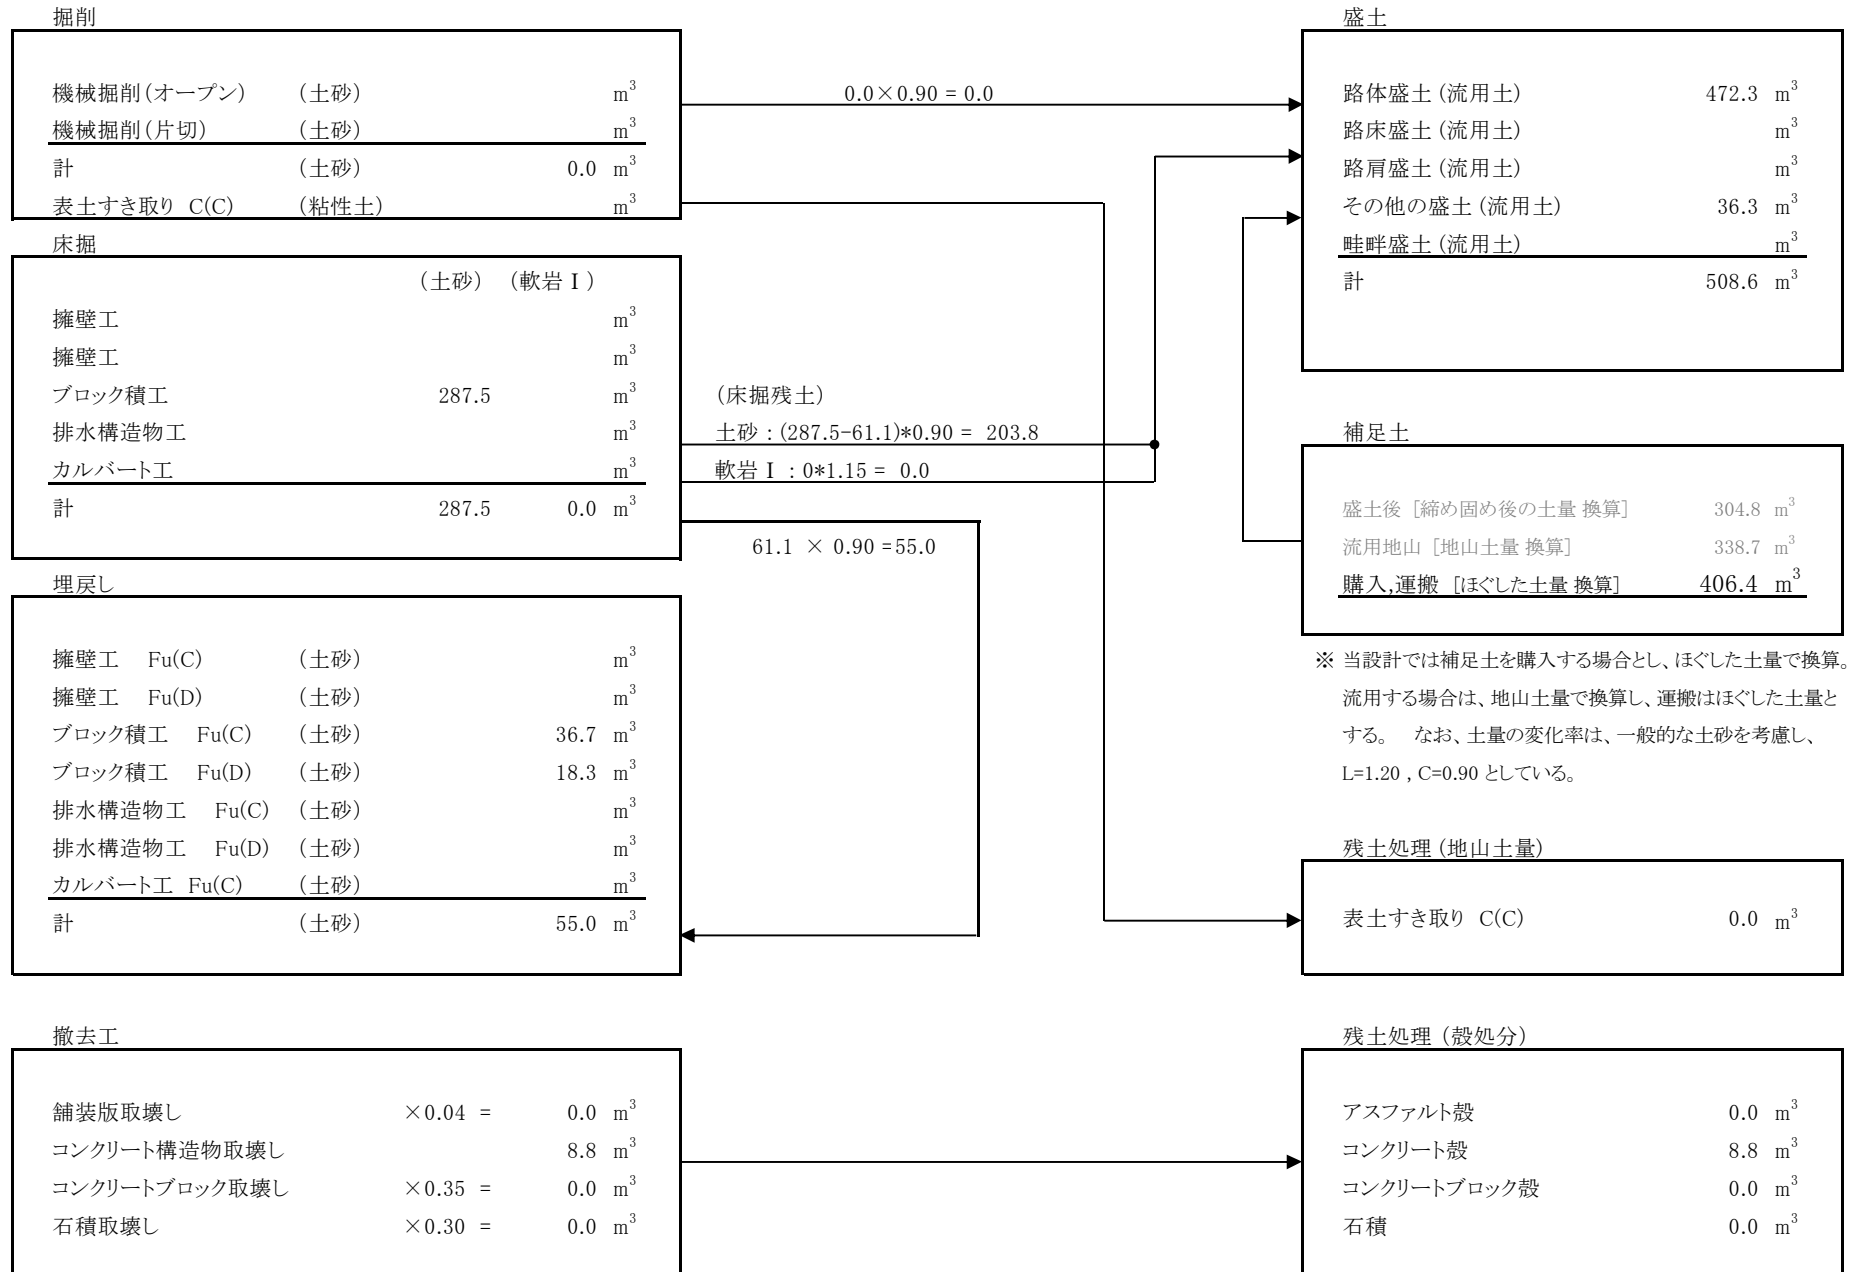 掘削
機械掘削(オープン) (土砂) m³
機械掘削(片切) (土砂) m³
計 (土砂) 0.0 m³
表土すき取り C(C) (粘性土) m³
0.0×0.90 = 0.0
盛土
路体盛土(流用土) 472.3 m³
路床盛土(流用土) m³
路肩盛土(流用土) m³
その他の盛土(流用土) 36.3 m³
畦畔盛土(流用土) m³
計 508.6 m³
床掘
(土砂) (軟岩Ⅰ)
擁壁工 m³
擁壁工 m³
ブロック積工 287.5 m³
排水構造物工 m³
カルバート工 m³
計 287.5 0.0 m³
(床掘残土)
土砂:(287.5-61.1)*0.90 = 203.8
軟岩Ⅰ:0*1.15 = 0.0
61.1 × 0.90 =55.0
補足土
盛土後 [締め固め後の土量 換算] 304.8 m³
流用地山 [地山土量 換算] 338.7 m³
購入,運搬 [ほぐした土量 換算] 406.4 m³
※ 当設計では補足土を購入する場合とし、ほぐした土量で換算。
流用する場合は、地山土量で換算し、運搬はほぐした土量と
する。 なお、土量の変化率は、一般的な土砂を考慮し、
L=1.20 , C=0.90 としている。
埋戻し
擁壁工 Fu(C) (土砂) m³
擁壁工 Fu(D) (土砂) m³
ブロック積工 Fu(C) (土砂) 36.7 m³
ブロック積工 Fu(D) (土砂) 18.3 m³
排水構造物工 Fu(C) (土砂) m³
排水構造物工 Fu(D) (土砂) m³
カルバート工 Fu(C) (土砂) m³
計 (土砂) 55.0 m³
残土処理(地山土量)
表土すき取り C(C) 0.0 m³
撤去工
舗装版取壊し ×0.04 = 0.0 m³
コンクリート構造物取壊し 8.8 m³
コンクリートブロック取壊し ×0.35 = 0.0 m³
石積取壊し ×0.30 = 0.0 m³
残土処理(殻処分)
アスファルト殻 0.0 m³
コンクリート殻 8.8 m³
コンクリートブロック殻 0.0 m³
石積 0.0 m³